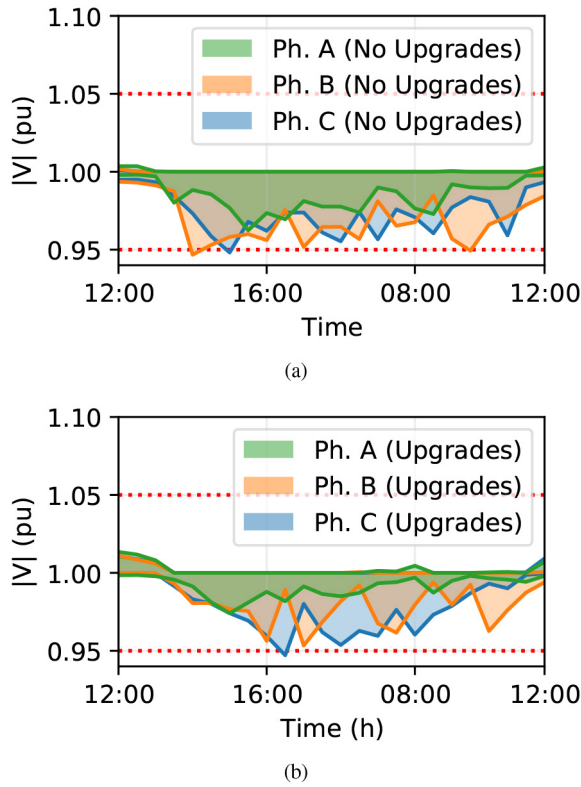 1.10
Ph. A (No Upgrades)
Ph. B (No Upgrades)
Ph. C (No Upgrades)
1.05
|V| (pu)
1.00
0.95
12:00 16:00 08:00 12:00
Time
(a)
1.10
Ph. A (Upgrades)
Ph. B (Upgrades)
Ph. C (Upgrades)
1.05
|V| (pu)
1.00
0.95
12:00 16:00 08:00 12:00
Time (h)
(b)